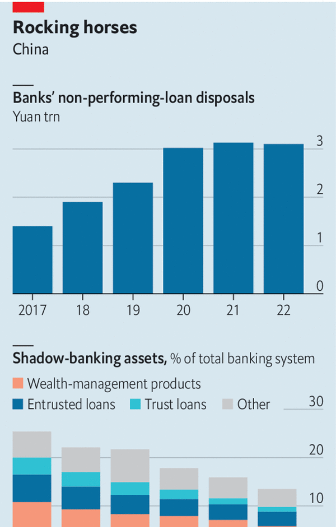 Rocking horses
China
Banks’ non-performing-loan disposals
Yuan trn
3
2
1
0
2017 18 19 20 21 22
Shadow-banking assets, % of total banking system
Wealth-management products
Entrusted loans Trust loans Other
30
20
10